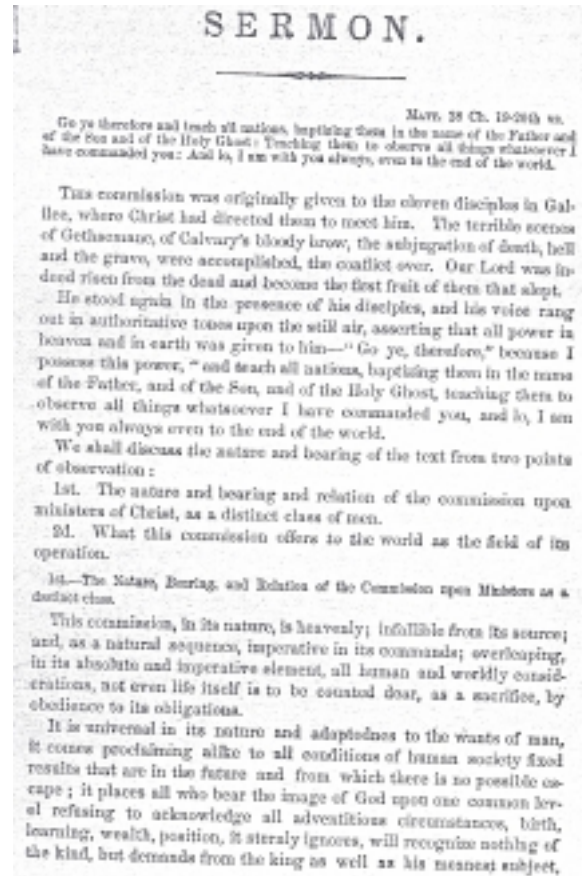 SERMON.
MATT. 28 Ch. 19-20th vs.
Go ye therefore and teach all nations, baptizing them in the name of the Father and
of the Son and of the Holy Ghost: Teaching them to observe all things whatsoever I
have commanded you: And lo, I am with you always, even to the end of the world.
THIS commission was originally given to the eleven disciples in Gal-
ilee, where Christ had directed them to meet him. The terrible scenes
of Gethsemane, of Calvary's bloody brow, the subjugation of death, hell
and the grave, were accomplished, the conflict over. Our Lord was in-
deed risen from the dead and become the first fruit of them that slept.
He stood again in the presence of his disciples, and his voice rang
out in authoritative tones upon the still air, asserting that all power in
heaven and in earth was given to him—"Go ye, therefore," because I
possess this power, "and teach all nations, baptizing them in the name
of the Father, and of the Son, and of the Holy Ghost, teaching them to
observe all things whatsoever I have commanded you, and lo, I am
with you always even to the end of the world.
We shall discuss the nature and bearing of the text from two points
of observation:
1st. The nature and bearing and relation of the commission upon
ministers of Christ, as a distinct class of men.
2d. What this commission offers to the world as the field of its
operation.
1st.—The Nature, Bearing, and Relation of the Commission upon Ministers as a
distinct class.
This commission, in its nature, is heavenly; infallible from its source;
and, as a natural sequence, imperative in its commands; overleaping,
in its absolute and imperative element, all human and worldly consid-
erations, not even life itself is to be counted dear, as a sacrifice, by
obedience to its obligations.
It is universal in its nature and adaptednes to the wants of man,
it comes proclaiming alike to all conditions of human society fixed
results that are in the future and from which there is no possible es-
cape; it places all who bear the image of God upon one common lev-
el refusing to acknowledge all adventitious circumstances, birth,
learning, wealth, position, it sternly ignores, will recognize nothing of
the kind, but demands from the king as well as his meanest subject,